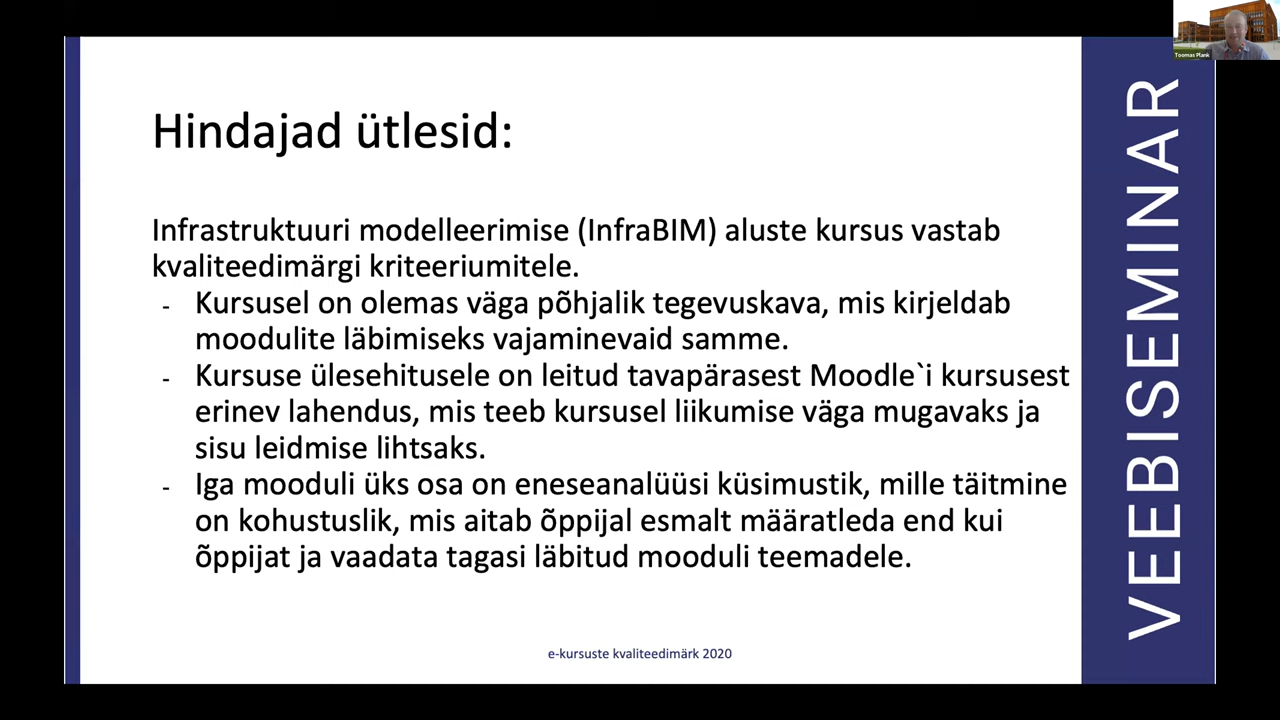 Toomas Plank
Hindajad ütlesid:
Infrastruktuuri modelleerimise (InfraBIM) aluste kursus vastab
kvaliteedimärgi kriteeriumitele.
- Kursusel on olemas väga põhjalik tegevuskava, mis kirjeldab
moodulite läbimiseks vajaminevaid samme.
- Kursuse ülesehitusele on leitud tavapärasest Moodle`i kursusest
erinev lahendus, mis teeb kursusel liikumise väga mugavaks ja
sisu leidmise lihtsaks.
- Iga mooduli üks osa on eneseanalüüsi küsimustik, mille täitmine
on kohustuslik, mis aitab õppijal esmalt määratleda end kui
õppijat ja vaadata tagasi läbitud mooduli teemadele.
e-kursuste kvaliteedimärk 2020
VEEBISEMINAR